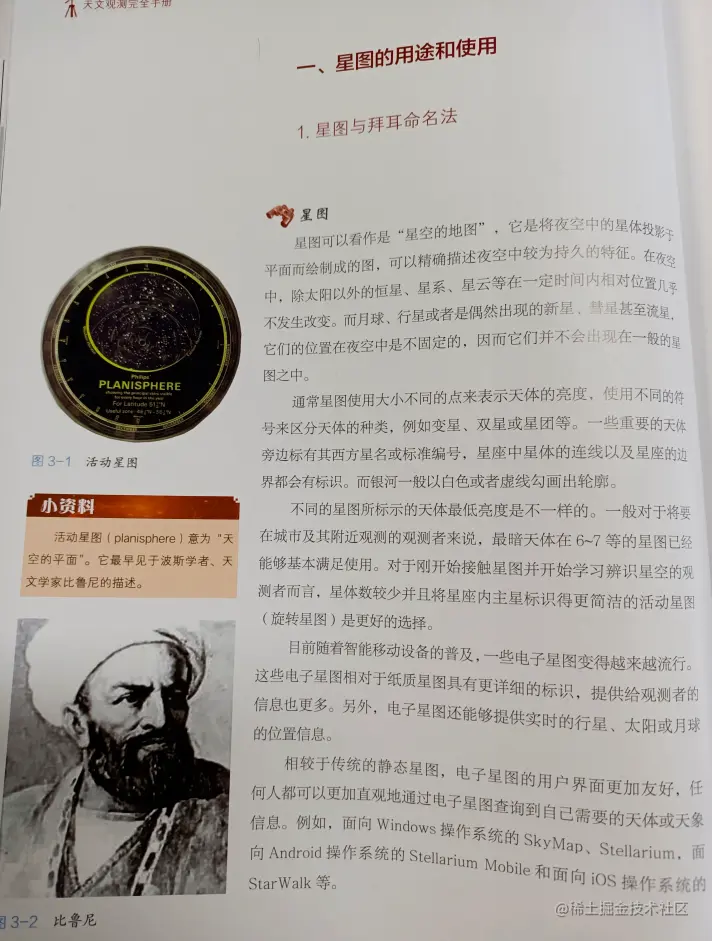 天文观测完全手册
一、星图的用途和使用
1. 星图与拜耳命名法
星图
星图可以看作是“星空的地图”，它是将夜空中的星体投影于
平面而绘制成的图，可以精确描述夜空中较为持久的特征。在夜空
中，除太阳以外的恒星、星系、星云等在一定时间内相对位置几乎
不发生改变。而月球、行星或者是偶然出现的新星、彗星甚至流星，
它们的位置在夜空中是不固定的，因而它们并不会出现在一般的星
图之中。
通常星图使用大小不同的点来表示天体的亮度，使用不同的符
号来区分天体的种类，例如变星、双星或星团等。一些重要的天体
旁边标有其西方星名或标准编号，星座中星体的连线以及星座的边
界都会有标识。而银河一般以白色或者虚线勾画出轮廓。
不同的星图所标示的天体最低亮度是不一样的。一般对于将要
在城市及其附近观测的观测者来说，最暗天体在 6~7 等的星图已经
能够基本满足使用。对于刚开始接触星图并开始学习辨识星空的观
测者而言，星体数较少并且将星座内主星标识得更简洁的活动星图
（旋转星图）是更好的选择。
目前随着智能移动设备的普及，一些电子星图变得越来越流行。
这些电子星图相对于纸质星图具有更详细的标识，提供给观测者的
信息也更多。另外，电子星图还能够提供实时的行星、太阳或月球
的位置信息。
相较于传统的静态星图，电子星图的用户界面更加友好，任
何人都可以更加直观地通过电子星图查询到自己需要的天体或天象
信息。例如，面向 Windows 操作系统的 SkyMap、Stellarium，面
向 Android 操作系统的 Stellarium Mobile 和面向 iOS 操作系统的
StarWalk 等。
Philips
PLANISPHERE
showing the principal stars visible
for every hour in the year
For Latitude 51½°N
图 3-1 活动星图
小资料
活动星图（planisphere）意为“天
空的平面”。它最早见于波斯学者、天
文学家比鲁尼的描述。
图 3-2 比鲁尼
@稀土掘金技术社区